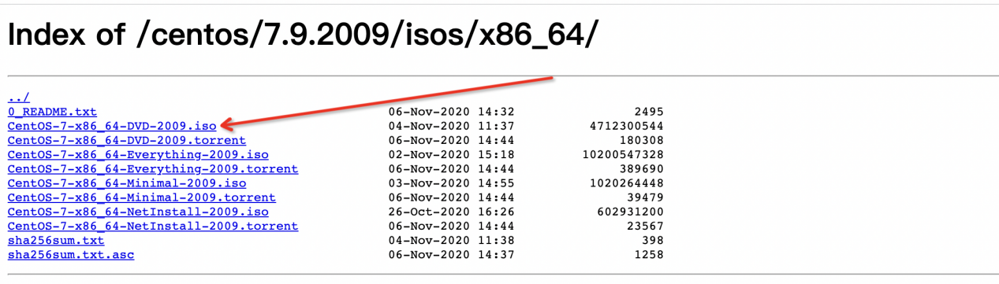 Index of /centos/7.9.2009/isos/x86_64/
../
0_README.txt 06-Nov-2020 14:32 2495
CentOS-7-x86_64-DVD-2009.iso 04-Nov-2020 11:37 4712300544
CentOS-7-x86_64-DVD-2009.torrent 06-Nov-2020 14:44 180308
CentOS-7-x86_64-Everything-2009.iso 02-Nov-2020 15:18 10200547328
CentOS-7-x86_64-Everything-2009.torrent 06-Nov-2020 14:44 389690
CentOS-7-x86_64-Minimal-2009.iso 03-Nov-2020 14:55 1020264448
CentOS-7-x86_64-Minimal-2009.torrent 06-Nov-2020 14:44 39479
CentOS-7-x86_64-NetInstall-2009.iso 26-Oct-2020 16:26 602931200
CentOS-7-x86_64-NetInstall-2009.torrent 06-Nov-2020 14:44 23567
sha256sum.txt 04-Nov-2020 11:38 398
sha256sum.txt.asc 06-Nov-2020 14:37 1258